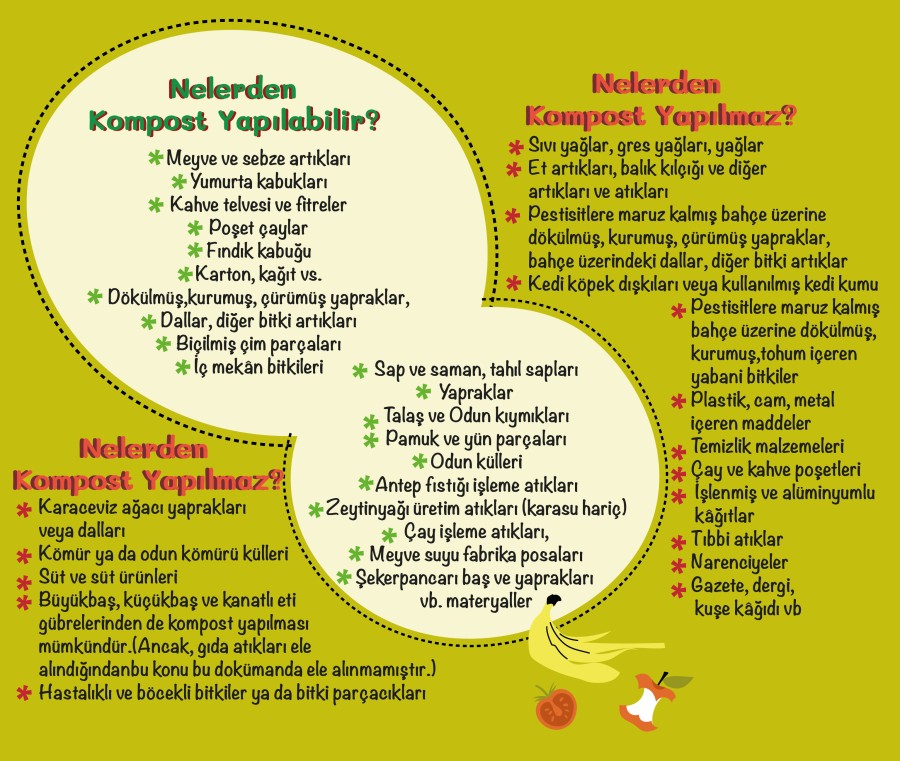 Nelerden
Kompost Yapılabilir?
Meyve ve sebze artıkları
Yumurta kabukları
Kahve telvesi ve fitreler
Poşet çaylar
Fındık kabuğu
Karton, kağıt vs.
Dökülmüş,kurumuş, çürümüş yapraklar,
Dallar, diğer bitki artıkları
Biçilmiş çim parçaları
İç mekân bitkileri
Sap ve saman, tahıl sapları
Yapraklar
Talaş ve Odun kıymıkları
Pamuk ve yün parçaları
Odun külleri
Antep fıstığı işleme atıkları
Zeytinyağı üretim atıkları (karasu hariç)
Çay işleme atıkları,
Meyve suyu fabrika posaları
Şekerpancarı baş ve yaprakları
vb. materyaller
Nelerden
Kompost Yapılmaz?
Sıvı yağlar, gres yağları, yağlar
Et artıkları, balık kılçığı ve diğer
artıkları ve atıkları
Pestisitlere maruz kalmış bahçe üzerine
dökülmüş, kurumuş, çürümüş yapraklar,
bahçe üzerindeki dallar, diğer bitki artıklar
Kedi köpek dışkıları veya kullanılmış kedi kumu
Pestisitlere maruz kalmış
bahçe üzerine dökülmüş,
kurumuş,tohum içeren
yabani bitkiler
Plastik, cam, metal
içeren maddeler
Temizlik malzemeleri
Çay ve kahve poşetleri
İşlenmiş ve alüminyumlu
kâğıtlar
Tıbbi atıklar
Narenciyeler
Gazete, dergi,
kuşe kâğıdı vb
Nelerden
Kompost Yapılmaz?
Karaceviz ağacı yaprakları
veya dalları
Kömür ya da odun kömürü külleri
Süt ve süt ürünleri
Büyükbaş, küçükbaş ve kanatlı eti
gübrelerinden de kompost yapılması
mümkündür.(Ancak, gıda atıkları ele
alındığındanbu konu bu dokümanda ele alınmamıştır.)
Hastalıklı ve böcekli bitkiler ya da bitki parçacıkları